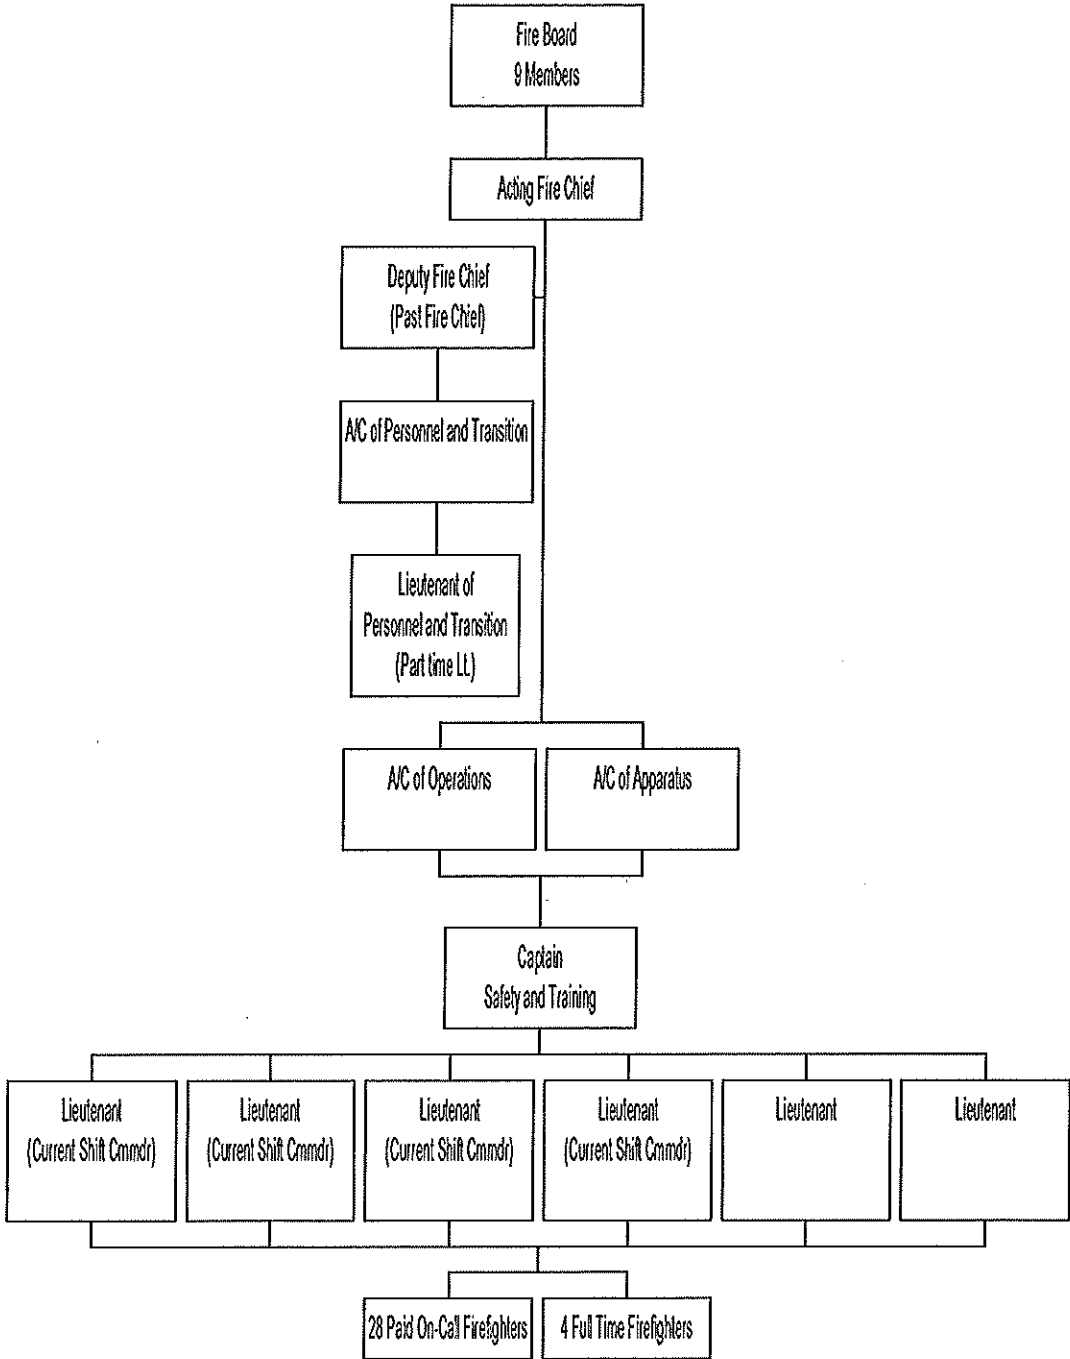 Fire Board
9 Members
Acting Fire Chief
Deputy Fire Chief
(Past Fire Chief)
A/C of Personnel and Transition
Lieutenant of
Personnel and Transition
(Part time Lt.)
A/C of Operations
A/C of Apparatus
Captain
Safety and Training
Lieutenant
(Current Shift Cmmdr)
Lieutenant
(Current Shift Cmmdr)
Lieutenant
(Current Shift Cmmdr)
Lieutenant
(Current Shift Cmmdr)
Lieutenant
Lieutenant
28 Paid On-Call Firefighters
4 Full Time Firefighters